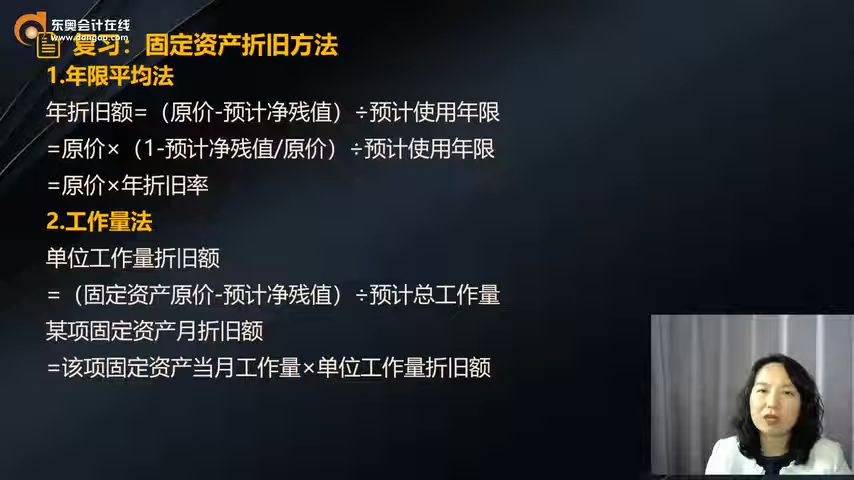 东奥会计在线
www.dongao.com
复习：固定资产折旧方法
1.年限平均法
年折旧额=（原价-预计净残值）÷预计使用年限
=原价×（1-预计净残值/原价）÷预计使用年限
=原价×年折旧率
2.工作量法
单位工作量折旧额
=（固定资产原价-预计净残值）÷预计总工作量
某项固定资产月折旧额
=该项固定资产当月工作量×单位工作量折旧额